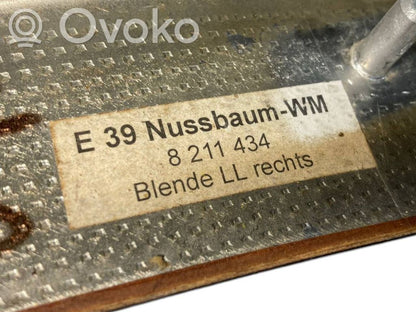 Ovoko
E 39 Nussbaum-WM
8 211 434
Blende LL rechts